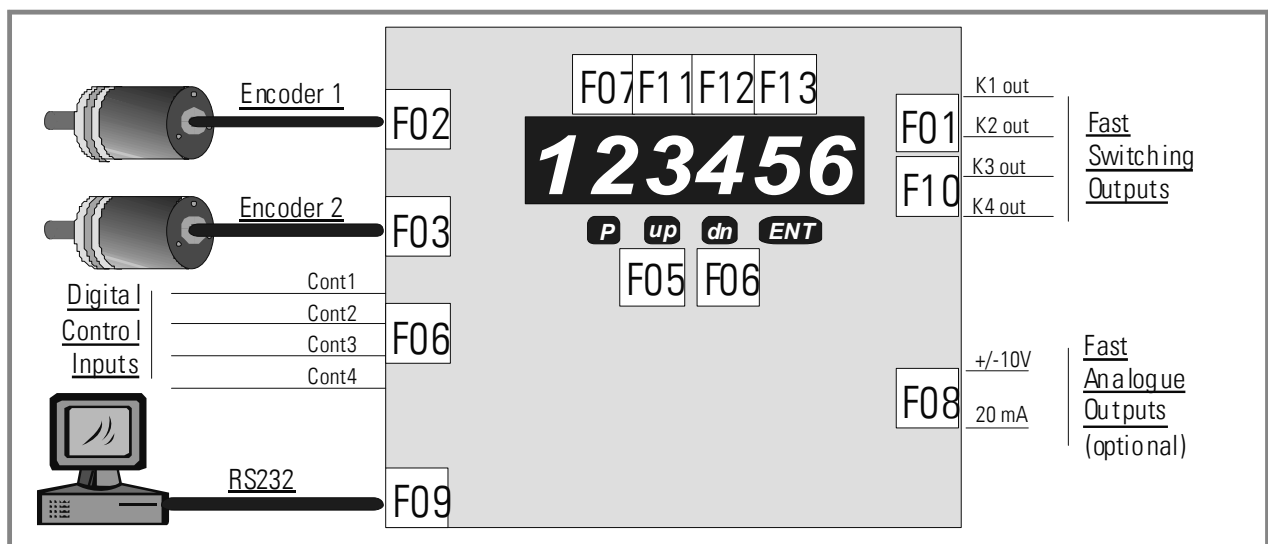 Encoder 1
F02
Encoder 2
F03
Digital
Control
Inputs
Cont1
Cont2
Cont3
Cont4
F06
RS232
F09
F07 F11 F12 F13
123456
P up dn ENT
F05 F06
F01
F10
K1 out
K2 out
K3 out
K4 out
Fast
Switching
Outputs
F08
+/-10V
20 mA
Fast
Analogue
Outputs
(optional)